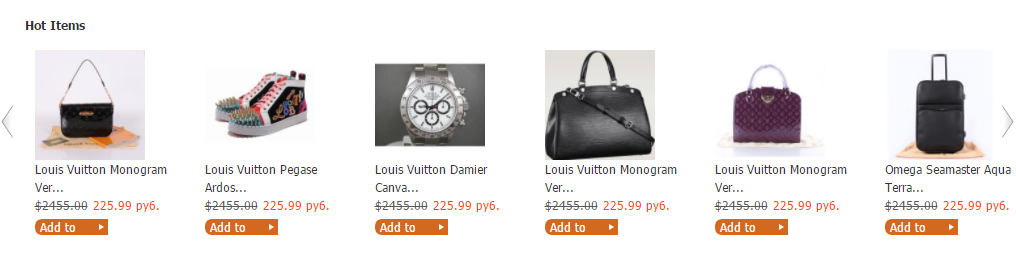 Hot Items
Louis Vuitton Monogram
Ver...
$2455.00 225.99 руб.
Add to
Louis Vuitton Pegase
Ardos...
$2455.00 225.99 руб.
Add to
Louis Vuitton Damier
Canva...
$2455.00 225.99 руб.
Add to
Louis Vuitton Monogram
Ver...
$2455.00 225.99 руб.
Add to
Louis Vuitton Monogram
Ver...
$2455.00 225.99 руб.
Add to
Omega Seamaster Aqua
Terra...
$2455.00 225.99 руб.
Add to